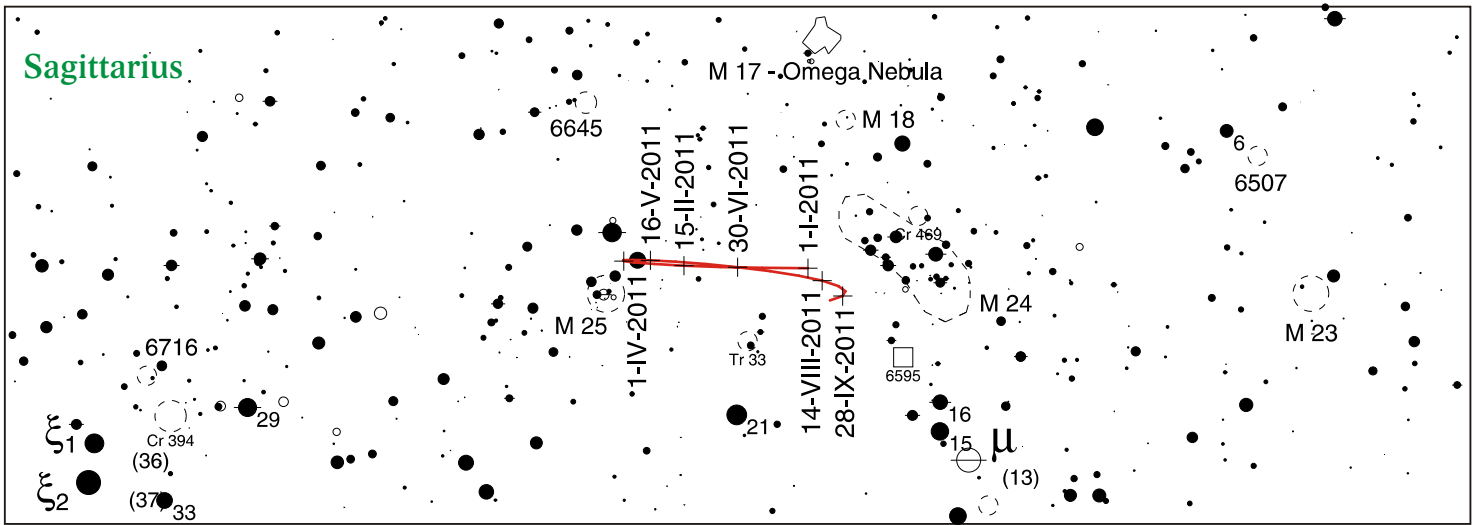 Sagittarius
M 17 - Omega Nebula
6645
M 18
6
6507
16-V-2011
15-II-2011
30-VI-2011
1-I-2011
Cr 469
M 25
M 24
M 23
1-IV-2011
14-VIII-2011
28-IX-2011
Tr 33
6595
6716
29
Cr 394
21
16
15
μ
(13)
ξ1
(36)
ξ2
(37)
33